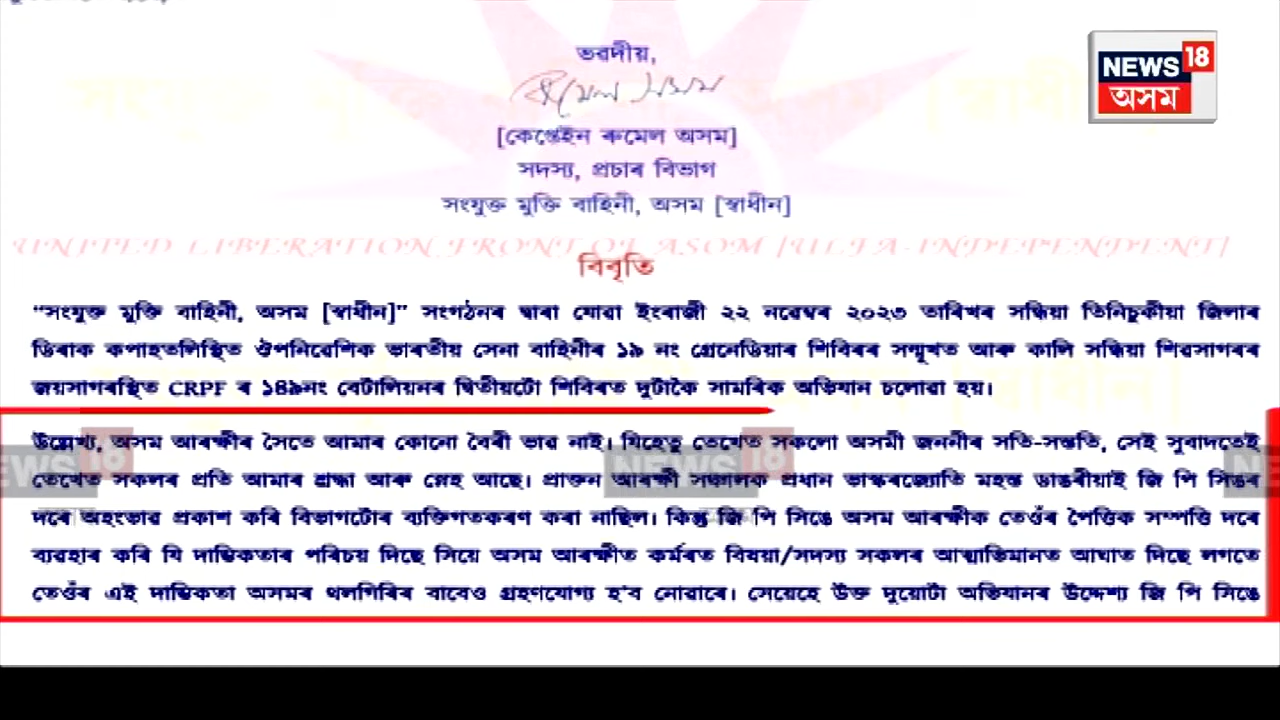 ভৱদীয়,
ৰুমেল অসম
[কেপ্তেইন ৰুমেল অসম]
সদস্য, প্ৰচাৰ বিভাগ
সংযুক্ত মুক্তি বাহিনী, অসম [স্বাধীন]
UNITED LIBERATION FRONT OF ASOM [ULFA-INDEPENDENT]
বিবৃতি
“সংযুক্ত মুক্তি বাহিনী, অসম [স্বাধীন]” সংগঠনৰ দ্বাৰা যোৱা ইংৰাজী ২২ নৱেম্বৰ ২০২৩ তাৰিখৰ সন্ধিয়া তিনিচুকীয়া জিলাৰ
ডিৰাক কপাহতলিস্থিত ঔপনিৱেশিক ভাৰতীয় সেনা বাহিনীৰ ১৯ নং গ্ৰেনেডিয়াৰ শিবিৰৰ সন্মূখত আৰু কালি সন্ধিয়া শিৱসাগৰৰ
জয়সাগৰস্থিত CRPF ৰ ১৪৯নং বেটালিয়নৰ দ্বিতীয়টো শিবিৰত দুটাকৈ সামৰিক অভিযান চলোৱা হয়।
উল্লেখ্য, অসম আৰক্ষীৰ সৈতে আমাৰ কোনো বৈৰী ভাৱ নাই। যিহেতু তেখেত সকলো অসমী জননীৰ সতি-সন্ততি, সেই সুবাদতেই
তেখেত সকলৰ প্ৰতি আমাৰ শ্ৰদ্ধা আৰু স্নেহ আছে। প্ৰাক্তন আৰক্ষী সঞ্চালক প্ৰধান ভাস্কৰজ্যোতি মহন্ত ডাঙৰীয়াই জি পি সিঙৰ
দৰে অহংভাৱ প্ৰকাশ কৰি বিভাগটোৰ ব্যক্তিগতকৰণ কৰা নাছিল। কিন্তু জি পি সিঙে অসম আৰক্ষীক তেওঁৰ পৈত্তিক সম্পত্তি দৰে
ব্যৱহাৰ কৰি যি দাম্ভিকতাৰ পৰিচয় দিছে সিয়ে অসম আৰক্ষীত কৰ্মৰত বিষয়া/সদস্য সকলৰ আত্মাভিমানত আঘাত দিছে লগতে
তেওঁৰ এই দাম্ভিকতা অসমৰ থলগিৰিৰ বাবেও গ্ৰহণযোগ্য হ'ব নোৱাৰে। সেয়েহে উক্ত দুয়োটা অভিযানৰ উদ্দেশ্য জি পি সিঙে
NEWS 18
অসম